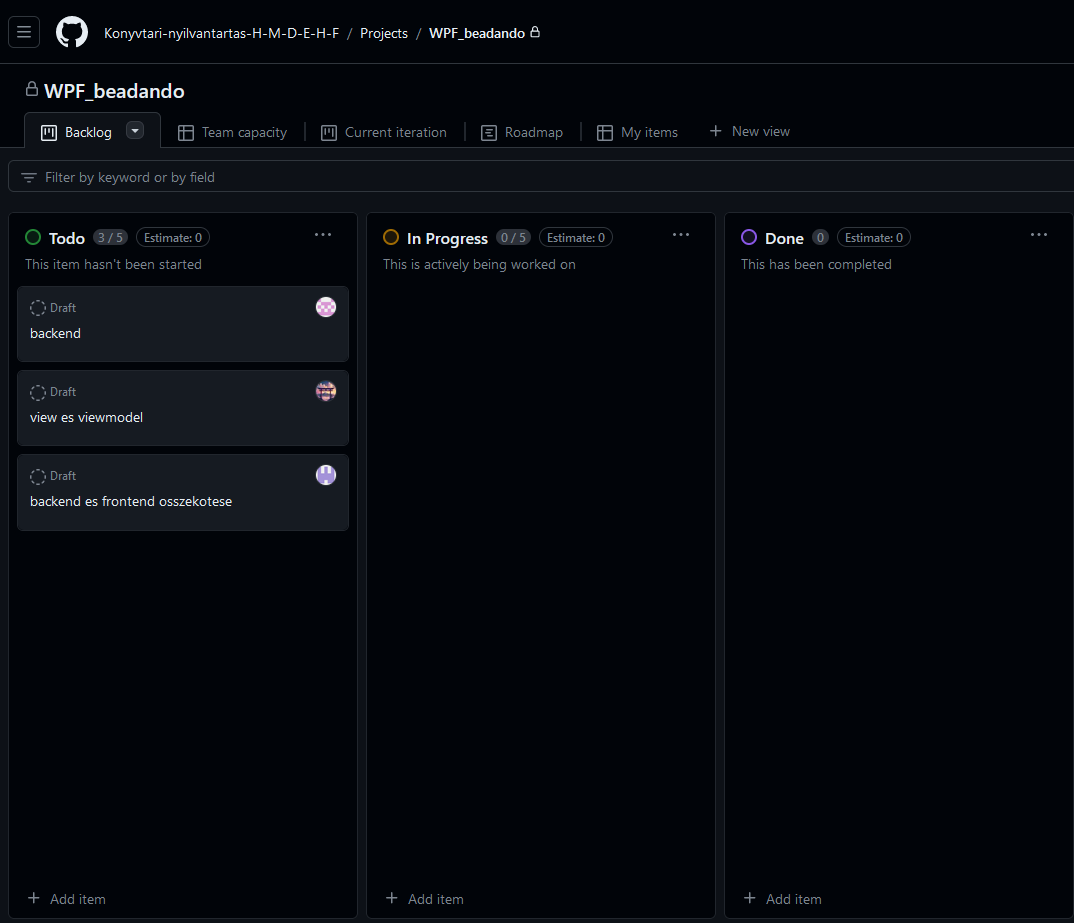 Konyvtari-nyilvantartas-H-M-D-E-H-F / Projects / WPF_beadando
WPF_beadando
Backlog Team capacity Current iteration Roadmap My items + New view
Filter by keyword or by field
Todo 3 / 5 Estimate: 0 ...
This item hasn't been started
Draft
backend
Draft
view es viewmodel
Draft
backend es frontend osszekotese
+ Add item
In Progress 0 / 5 Estimate: 0 ...
This is actively being worked on
+ Add item
Done 0 Estimate: 0 ...
This has been completed
+ Add item